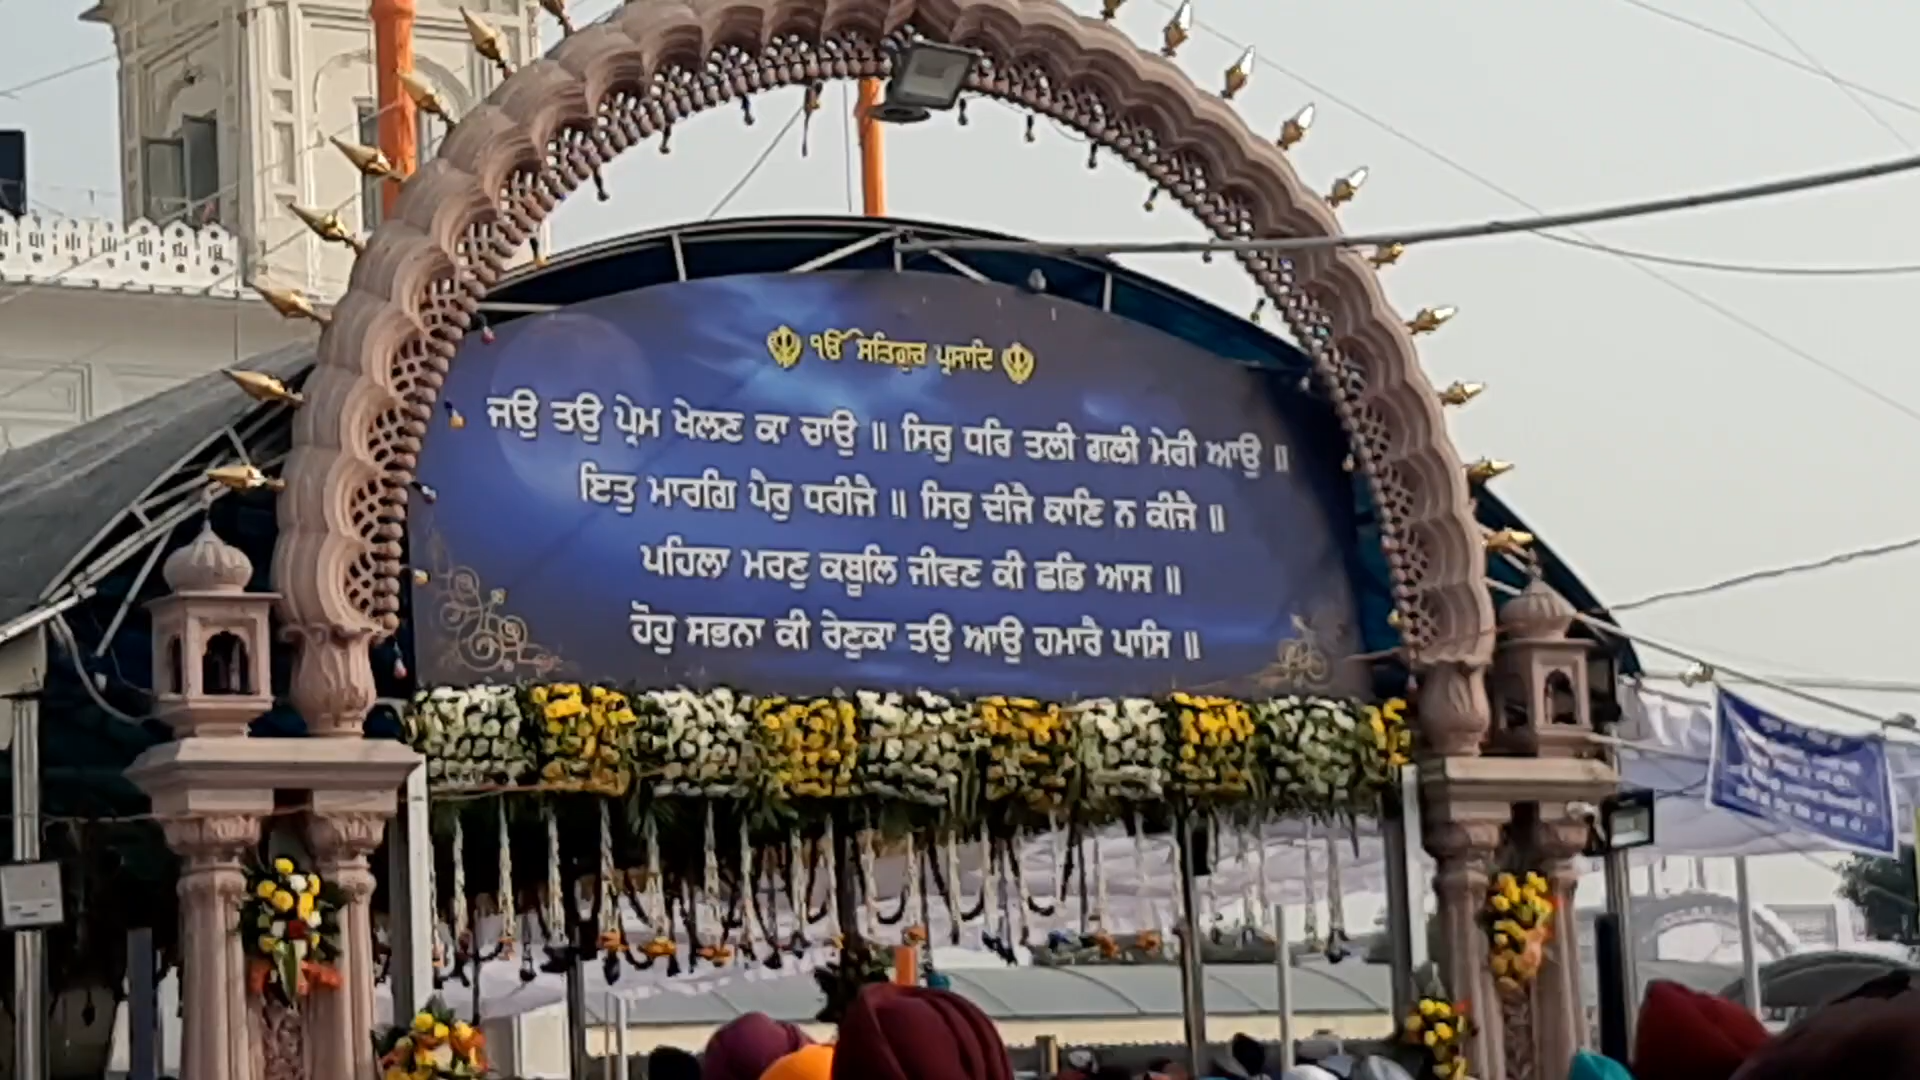 ੴ ਸਤਿਗੁਰ ਪ੍ਰਸਾਦਿ
ਜਉ ਤਉ ਪ੍ਰੇਮ ਖੇਲਣ ਕਾ ਚਾਉ ॥ ਸਿਰੁ ਧਰਿ ਤਲੀ ਗਲੀ ਮੇਰੀ ਆਉ ॥
ਇਤੁ ਮਾਰਗਿ ਪੈਰੁ ਧਰੀਜੈ ॥ ਸਿਰੁ ਦੀਜੈ ਕਾਣਿ ਨ ਕੀਜੈ ॥
ਪਹਿਲਾ ਮਰਣੁ ਕਬੂਲਿ ਜੀਵਣ ਕੀ ਛਡਿ ਆਸ ॥
ਹੋਹੁ ਸਭਨਾ ਕੀ ਰੇਣੁਕਾ ਤਉ ਆਉ ਹਮਾਰੈ ਪਾਸਿ ॥